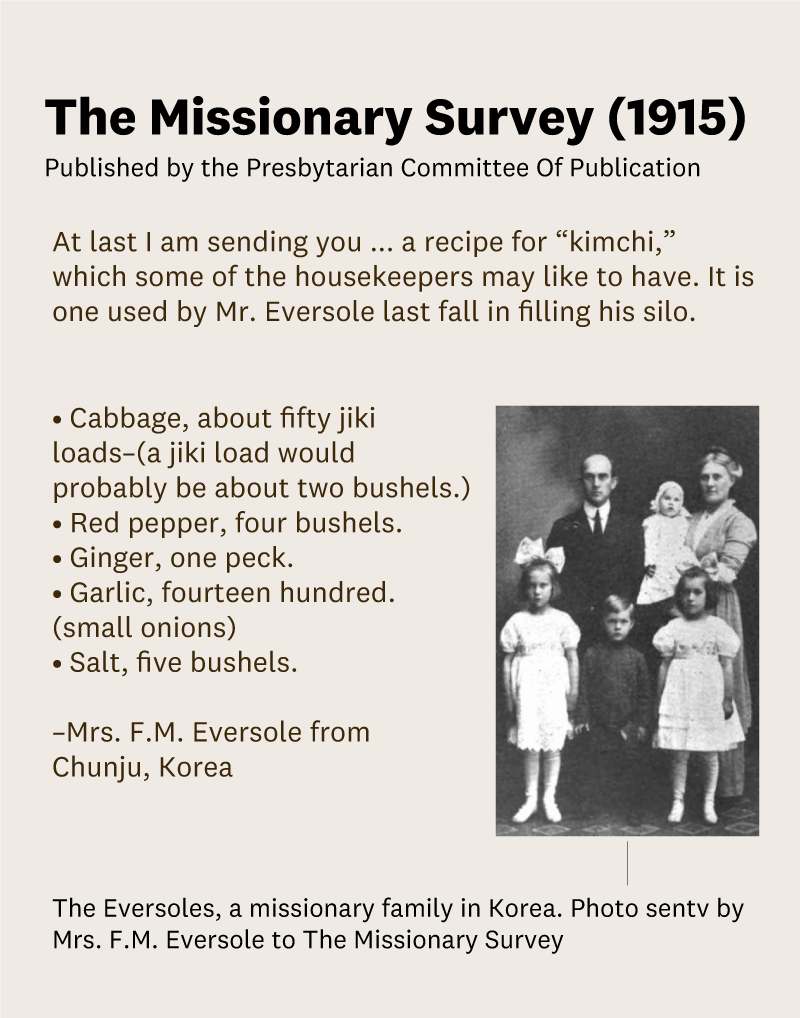 The Missionary Survey (1915)
Published by the Presbytarian Committee Of Publication
At last I am sending you ... a recipe for “kimchi,”
which some of the housekeepers may like to have. It is
one used by Mr. Eversole last fall in filling his silo.
• Cabbage, about fifty jiki
loads–(a jiki load would
probably be about two bushels.)
• Red pepper, four bushels.
• Ginger, one peck.
• Garlic, fourteen hundred.
(small onions)
• Salt, five bushels.
–Mrs. F.M. Eversole from
Chunju, Korea
The Eversoles, a missionary family in Korea. Photo sentv by
Mrs. F.M. Eversole to The Missionary Survey